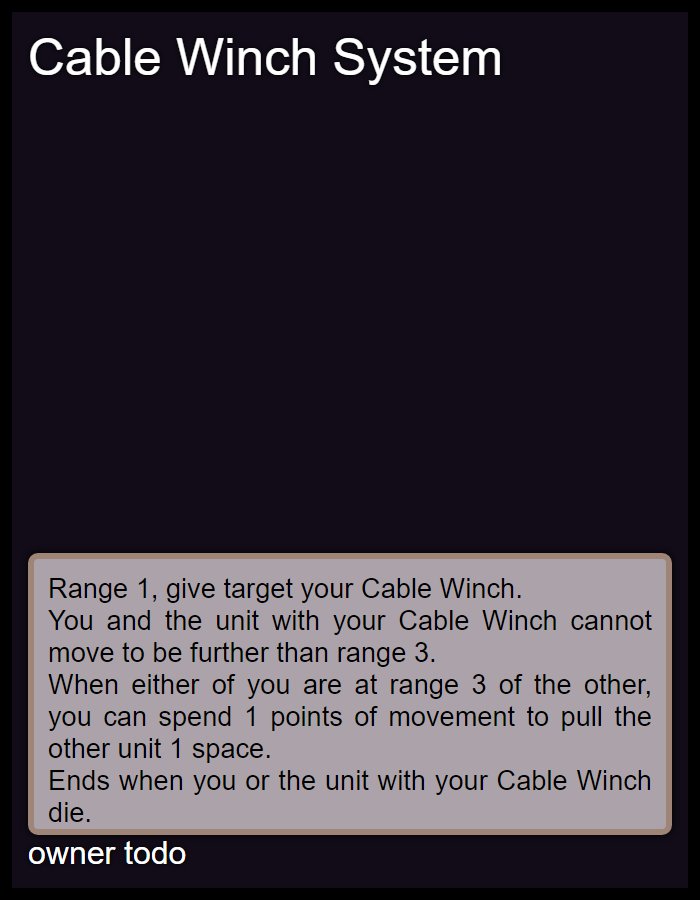 Cable Winch System
Range 1, give target your Cable Winch.
You and the unit with your Cable Winch cannot
move to be further than range 3.
When either of you are at range 3 of the other,
you can spend 1 points of movement to pull the
other unit 1 space.
Ends when you or the unit with your Cable Winch
die.
owner todo